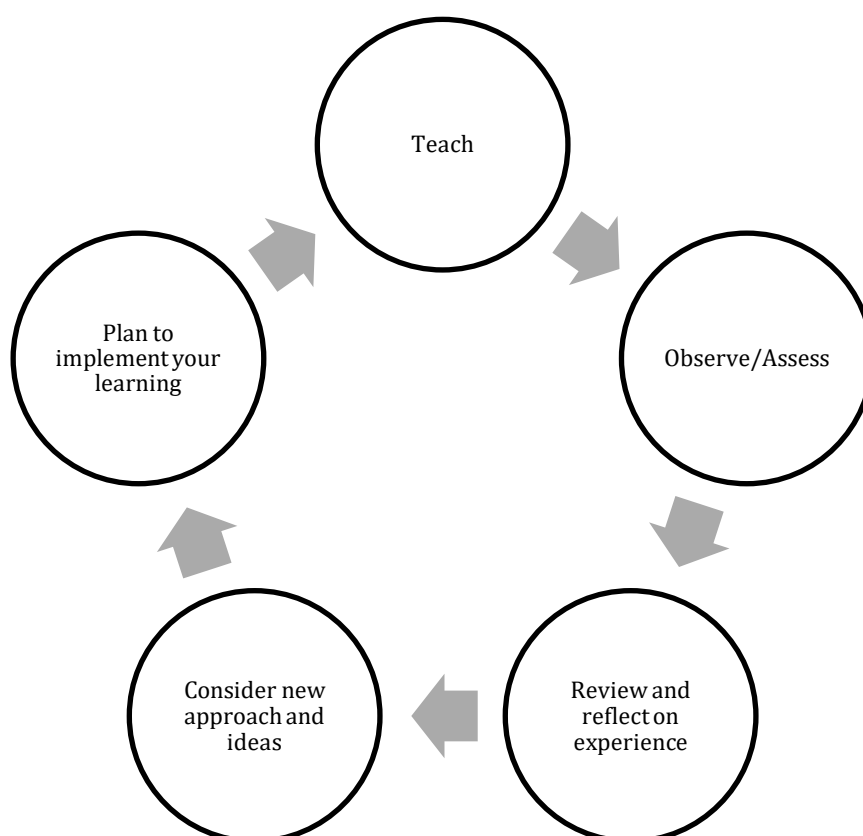 Teach
Observe/Assess
Review and
reflect on
experience
Consider new
approach and
ideas
Plan to
implement your
learning